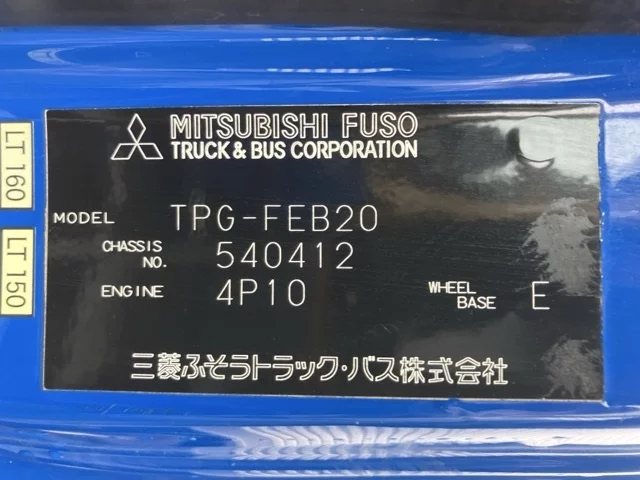 MITSUBISHI FUSO
TRUCK & BUS CORPORATION
LT 160
LT 150
MODEL TPG-FEB20
CHASSIS NO. 540412
ENGINE 4P10
WHEEL BASE E
三菱ふそうトラック・バス株式会社